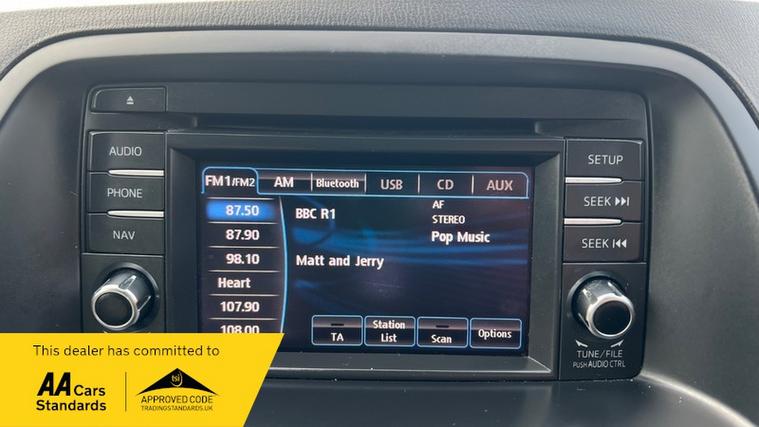 AUDIO
PHONE
NAV
FM1/FM2 AM Bluetooth USB CD AUX
87.50
87.90
98.10
Heart
107.90
108.00
BBC R1
AF
STEREO
Pop Music
Matt and Jerry
TA
Station
List
Scan
Options
SETUP
SEEK
SEEK
TUNE/FILE
PUSH AUDIO CTRL
This dealer has committed to
AA Cars
Standards
tsi
APPROVED CODE
TRADINGSTANDARDS.UK